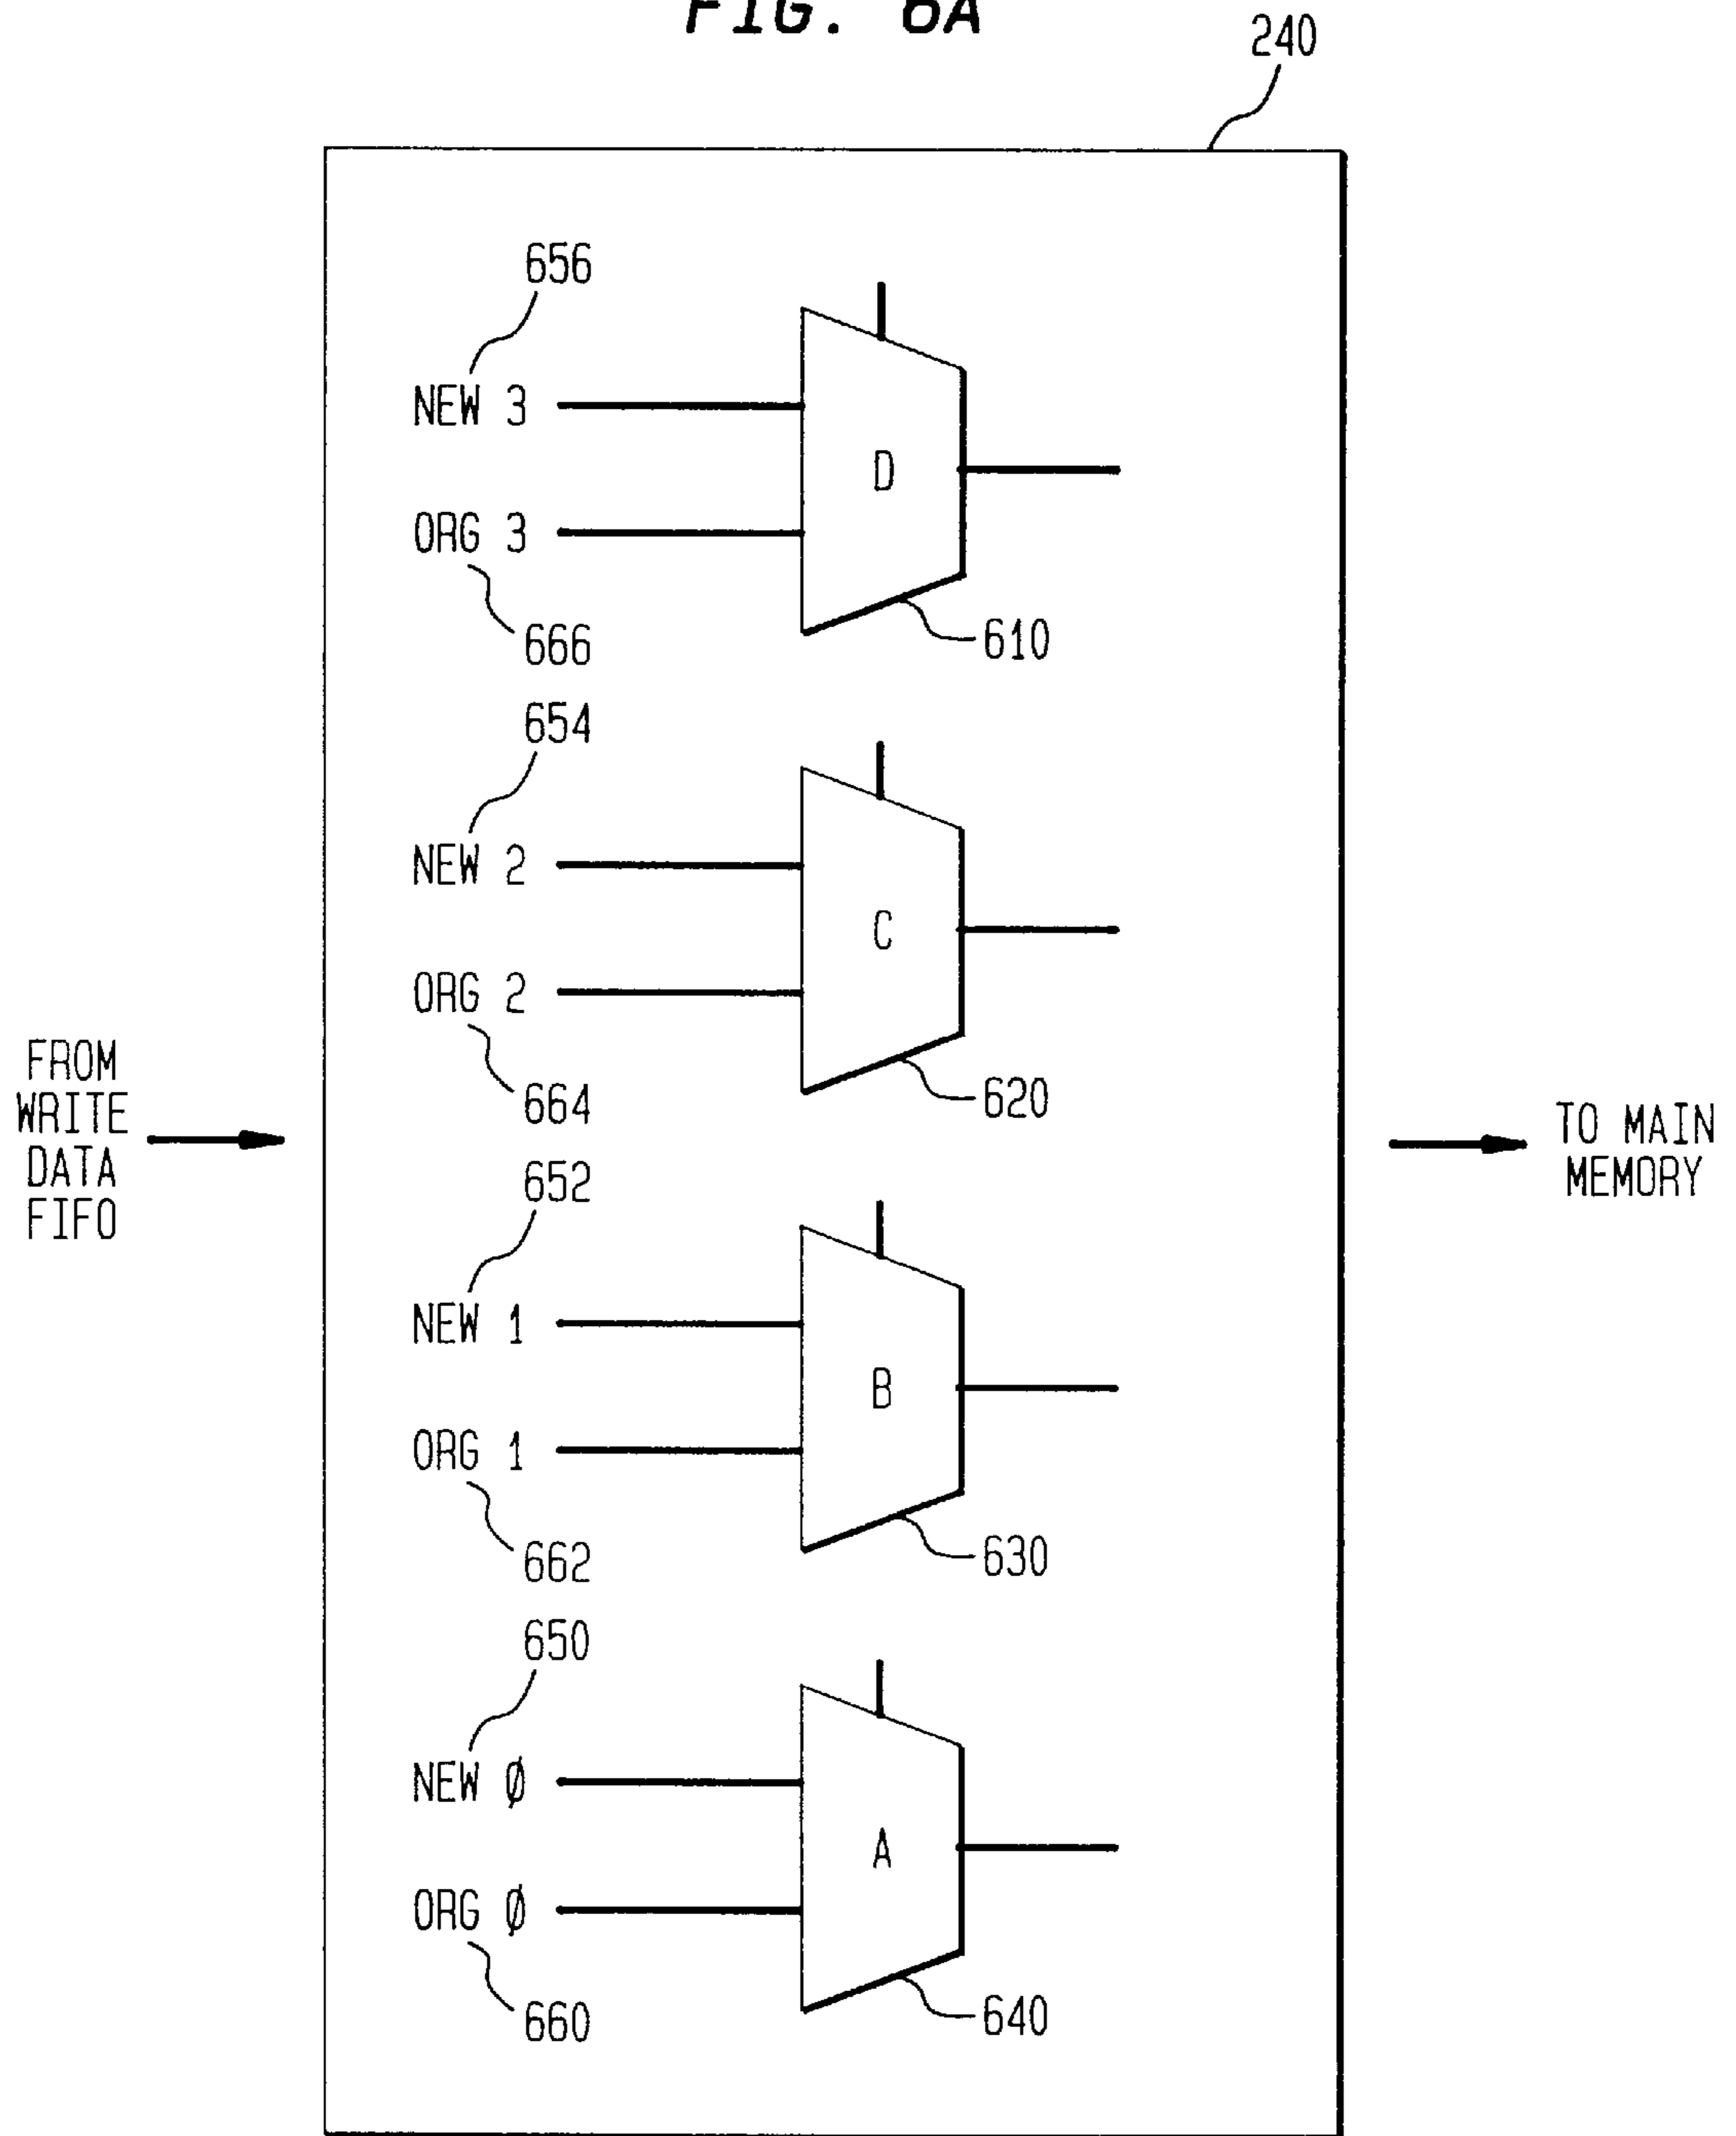 FIG. 6A
240
656
NEW 3
D
ORG 3
666
610
654
NEW 2
C
ORG 2
664
620
FROM
WRITE
DATA
FIFO
TO MAIN
MEMORY
652
NEW 1
B
ORG 1
662
630
650
NEW Ø
A
ORG Ø
660
640